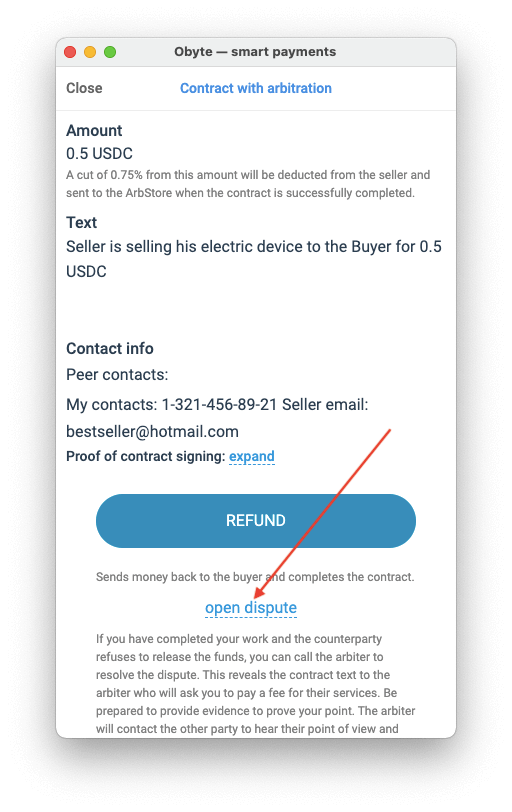 Obyte — smart payments
Close
Contract with arbitration
Amount
0.5 USDC
A cut of 0.75% from this amount will be deducted from the seller and
sent to the ArbStore when the contract is successfully completed.
Text
Seller is selling his electric device to the Buyer for 0.5
USDC
Contact info
Peer contacts:
My contacts: 1-321-456-89-21 Seller email:
bestseller@hotmail.com
Proof of contract signing: expand
REFUND
Sends money back to the buyer and completes the contract.
open dispute
If you have completed your work and the counterparty
refuses to release the funds, you can call the arbiter to
resolve the dispute. This reveals the contract text to the
arbiter who will ask you to pay a fee for their services. Be
prepared to provide evidence to prove your point. The arbiter
will contact the other party to hear their point of view and